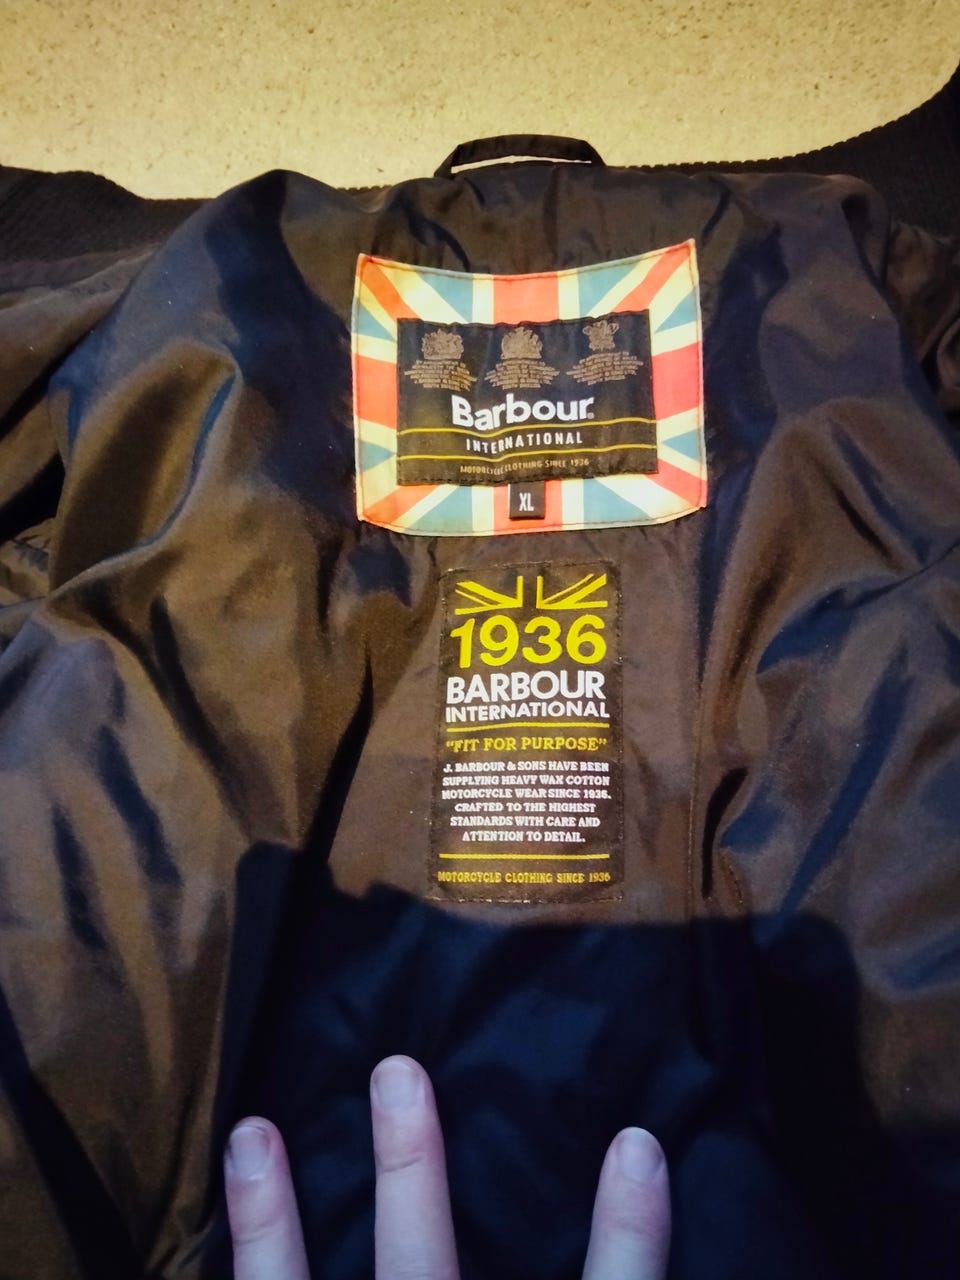 Barbour
INTERNATIONAL
MOTORCYCLE CLOTHING SINCE 1936
XL
1936
BARBOUR
INTERNATIONAL
"FIT FOR PURPOSE"
J. BARBOUR & SONS HAVE BEEN
SUPPLYING HEAVY WAX COTTON
MOTORCYCLE WEAR SINCE 1936.
CRAFTED TO THE HIGHEST
STANDARDS WITH CARE AND
ATTENTION TO DETAIL.
MOTORCYCLE CLOTHING SINCE 1936